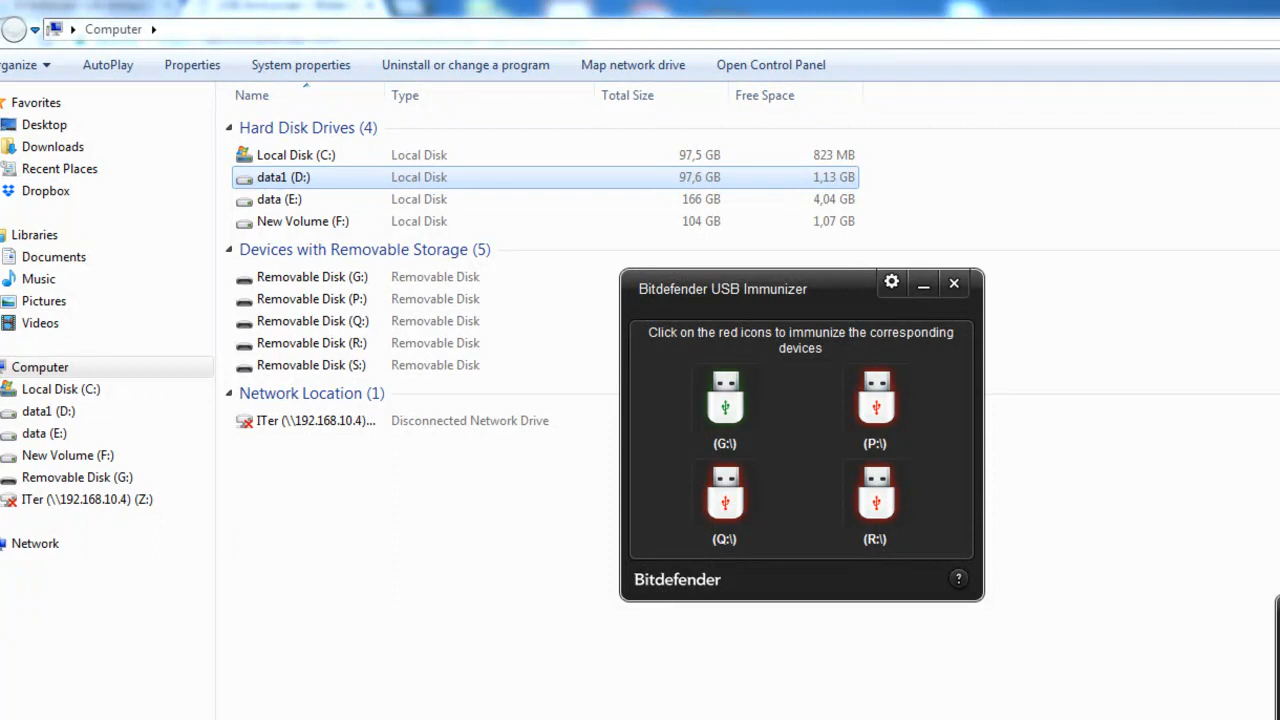 Computer
rganize
AutoPlay
Properties
System properties
Uninstall or change a program
Map network drive
Open Control Panel
Favorites
Desktop
Downloads
Recent Places
Dropbox
Libraries
Documents
Music
Pictures
Videos
Computer
Local Disk (C:)
data1 (D:)
data (E:)
New Volume (F:)
Removable Disk (G:)
ITer (\\192.168.10.4) (Z:)
Network
Name Type Total Size Free Space
Hard Disk Drives (4)
Local Disk (C:) Local Disk 97,5 GB 823 MB
data1 (D:) Local Disk 97,6 GB 1,13 GB
data (E:) Local Disk 166 GB 4,04 GB
New Volume (F:) Local Disk 104 GB 1,07 GB
Devices with Removable Storage (5)
Removable Disk (G:) Removable Disk
Removable Disk (P:) Removable Disk
Removable Disk (Q:) Removable Disk
Removable Disk (R:) Removable Disk
Removable Disk (S:) Removable Disk
Network Location (1)
ITer (\\192.168.10.4)... Disconnected Network Drive
Bitdefender USB Immunizer
Click on the red icons to immunize the corresponding
devices
(G:\) (P:\)
(Q:\) (R:\)
Bitdefender ?